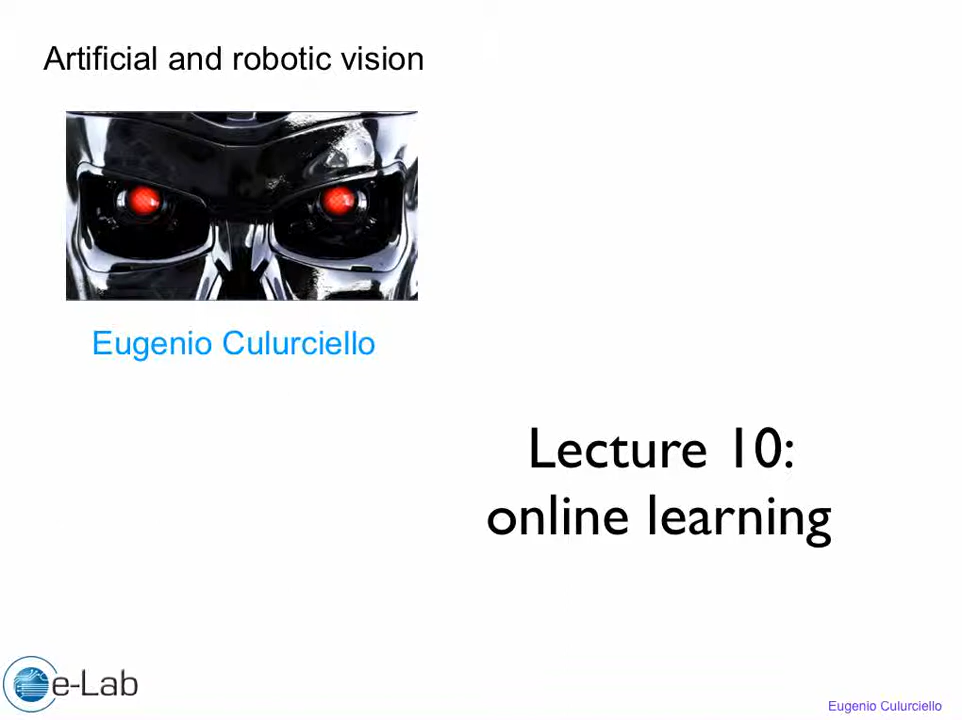 Artificial and robotic vision
Eugenio Culurciello
Lecture 10:
online learning
e-Lab
Eugenio Culurciello